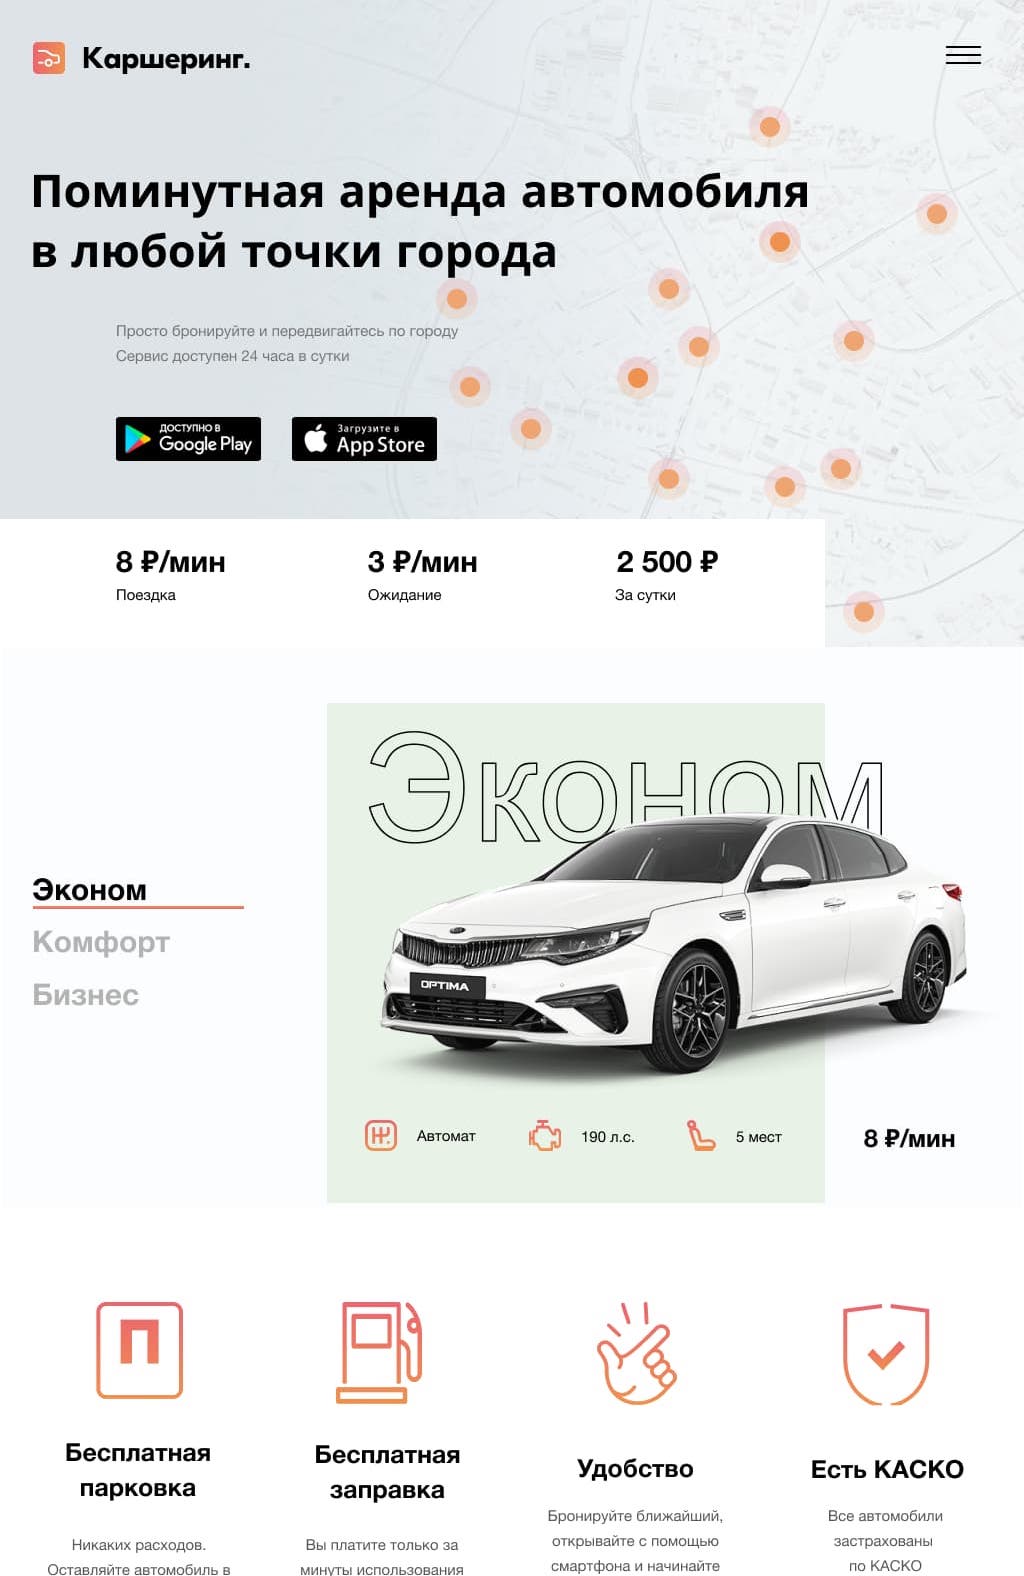 Каршеринг.
Поминутная аренда автомобиля
в любой точки города
Просто бронируйте и передвигайтесь по городу
Сервис доступен 24 часа в сутки
ДОСТУПНО В
Google Play
Загрузите в
App Store
8 ₽/мин
Поездка
3 ₽/мин
Ожидание
2 500 ₽
За сутки
Эконом
Эконом
Комфорт
Бизнес
OPTIMA
Автомат
190 л.с.
5 мест
8 ₽/мин
П
Бесплатная
парковка
Никаких расходов.
Оставляйте автомобиль в
Бесплатная
заправка
Вы платите только за
минуты использования
Удобство
Бронируйте ближайший,
открывайте с помощью
смартфона и начинайте
Есть КАСКО
Все автомобили
застрахованы
по КАСКО